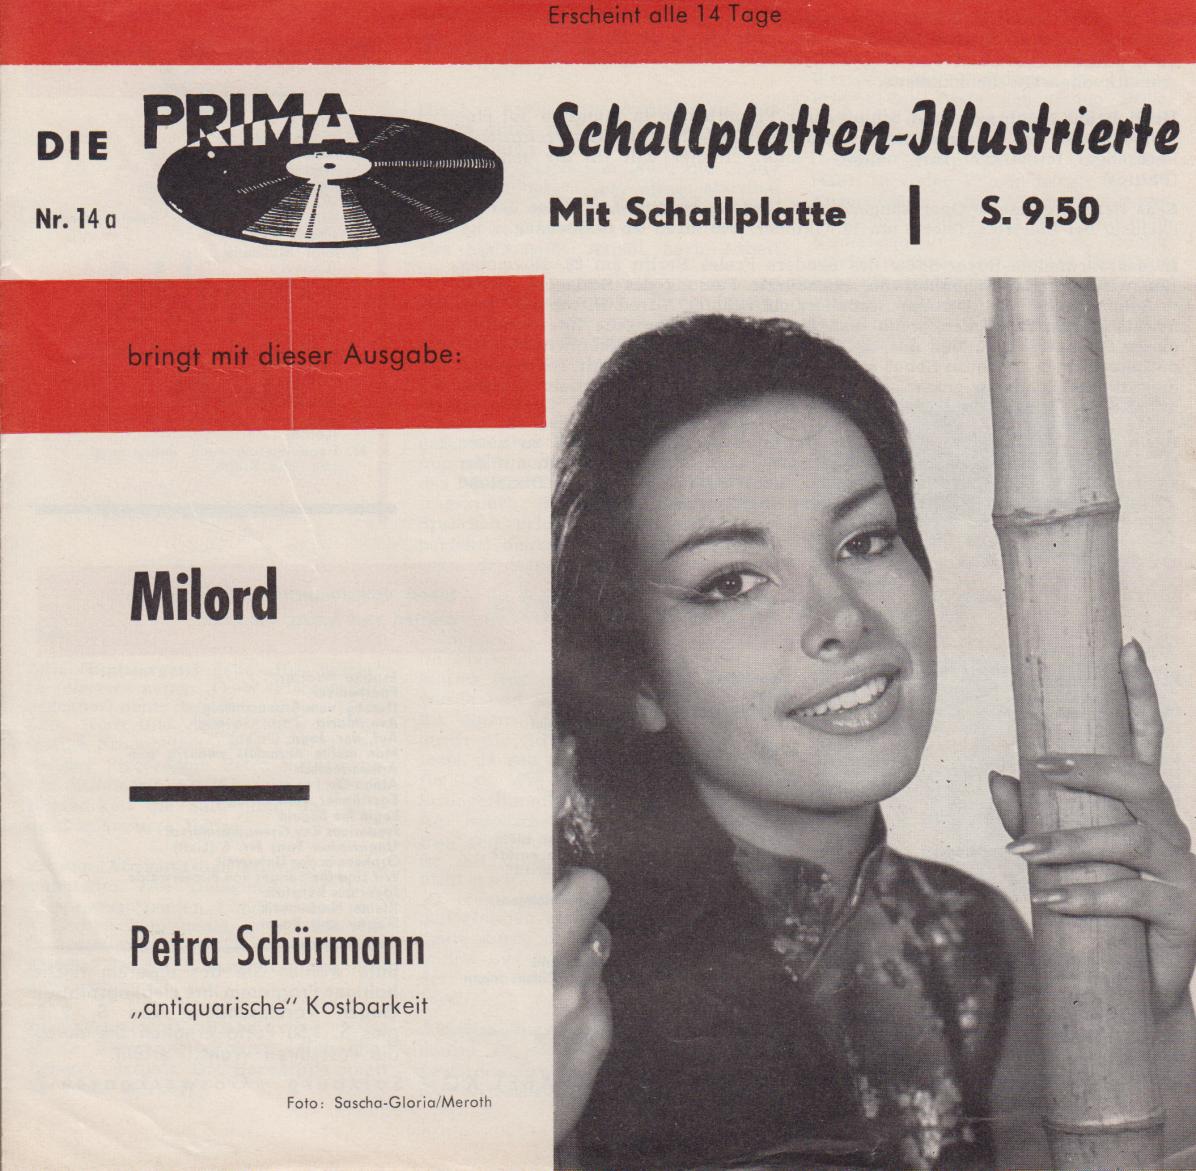 Erscheint alle 14 Tage
DIE PRIMA Schallplatten-Illustrierte
Nr. 14 a Mit Schallplatte | S. 9,50
bringt mit dieser Ausgabe:
Milord
Petra Schürmann
„antiquarische" Kostbarkeit
Foto: Sascha-Gloria/Meroth